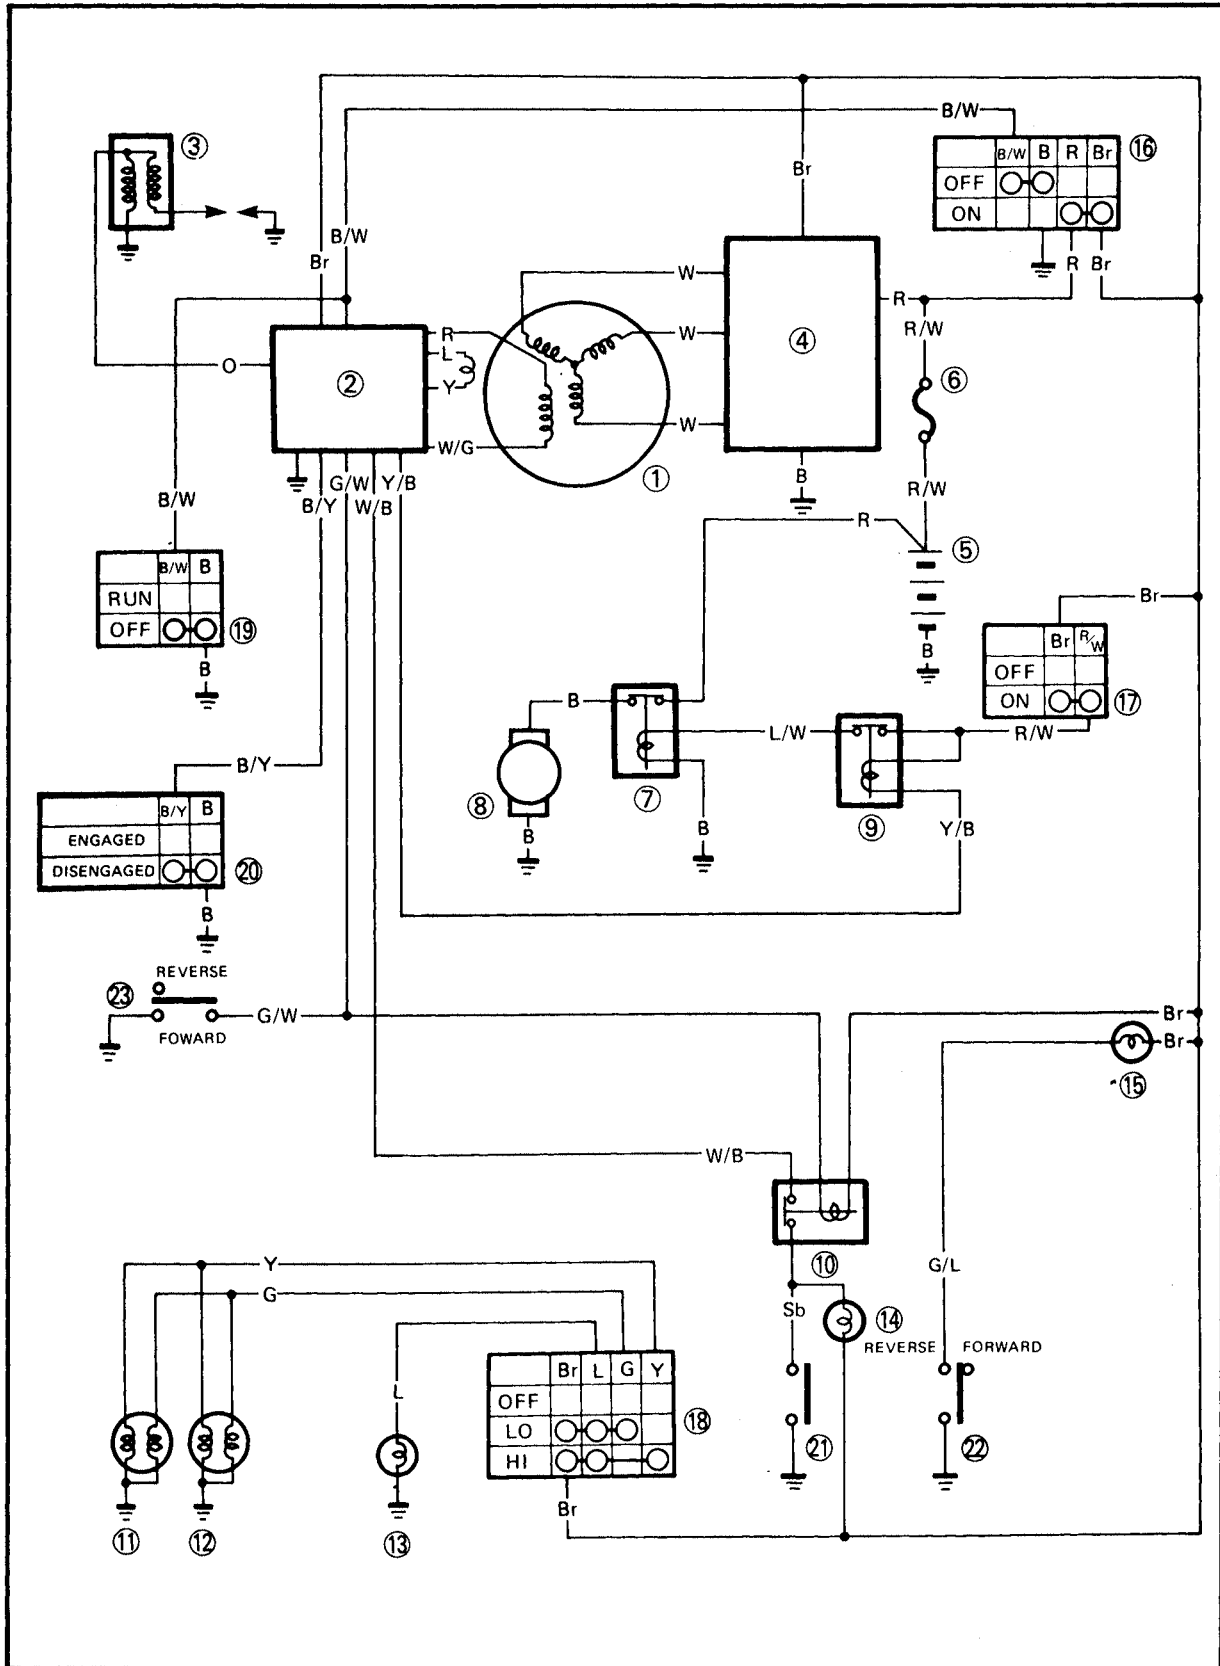 B/W
③
B/W B R Br ⑯
OFF
ON
Br
B/W
Br
W
R Br
R
R/W
O
②
R
L
Y
W/G
W
W
④
⑥
①
B/W
B/Y G/W W/B Y/B
B
R/W
R
⑤
B/W B
RUN
OFF ⑲
B
Br
Br R/W
OFF
ON ⑰
B
B
L/W
R/W
⑧
⑦
⑨
B
B
Y/B
B/Y
B/Y B
ENGAGED
DISENGAGED ⑳
B
REVERSE
㉓
G/W
FOWARD
Br
Br
⑮
W/B
⑩
G/L
Y
G
Sb
⑭
REVERSE FORWARD
L
Br L G Y
OFF
LO
HI
⑱
㉑
㉒
Br
⑪ ⑫ ⑬